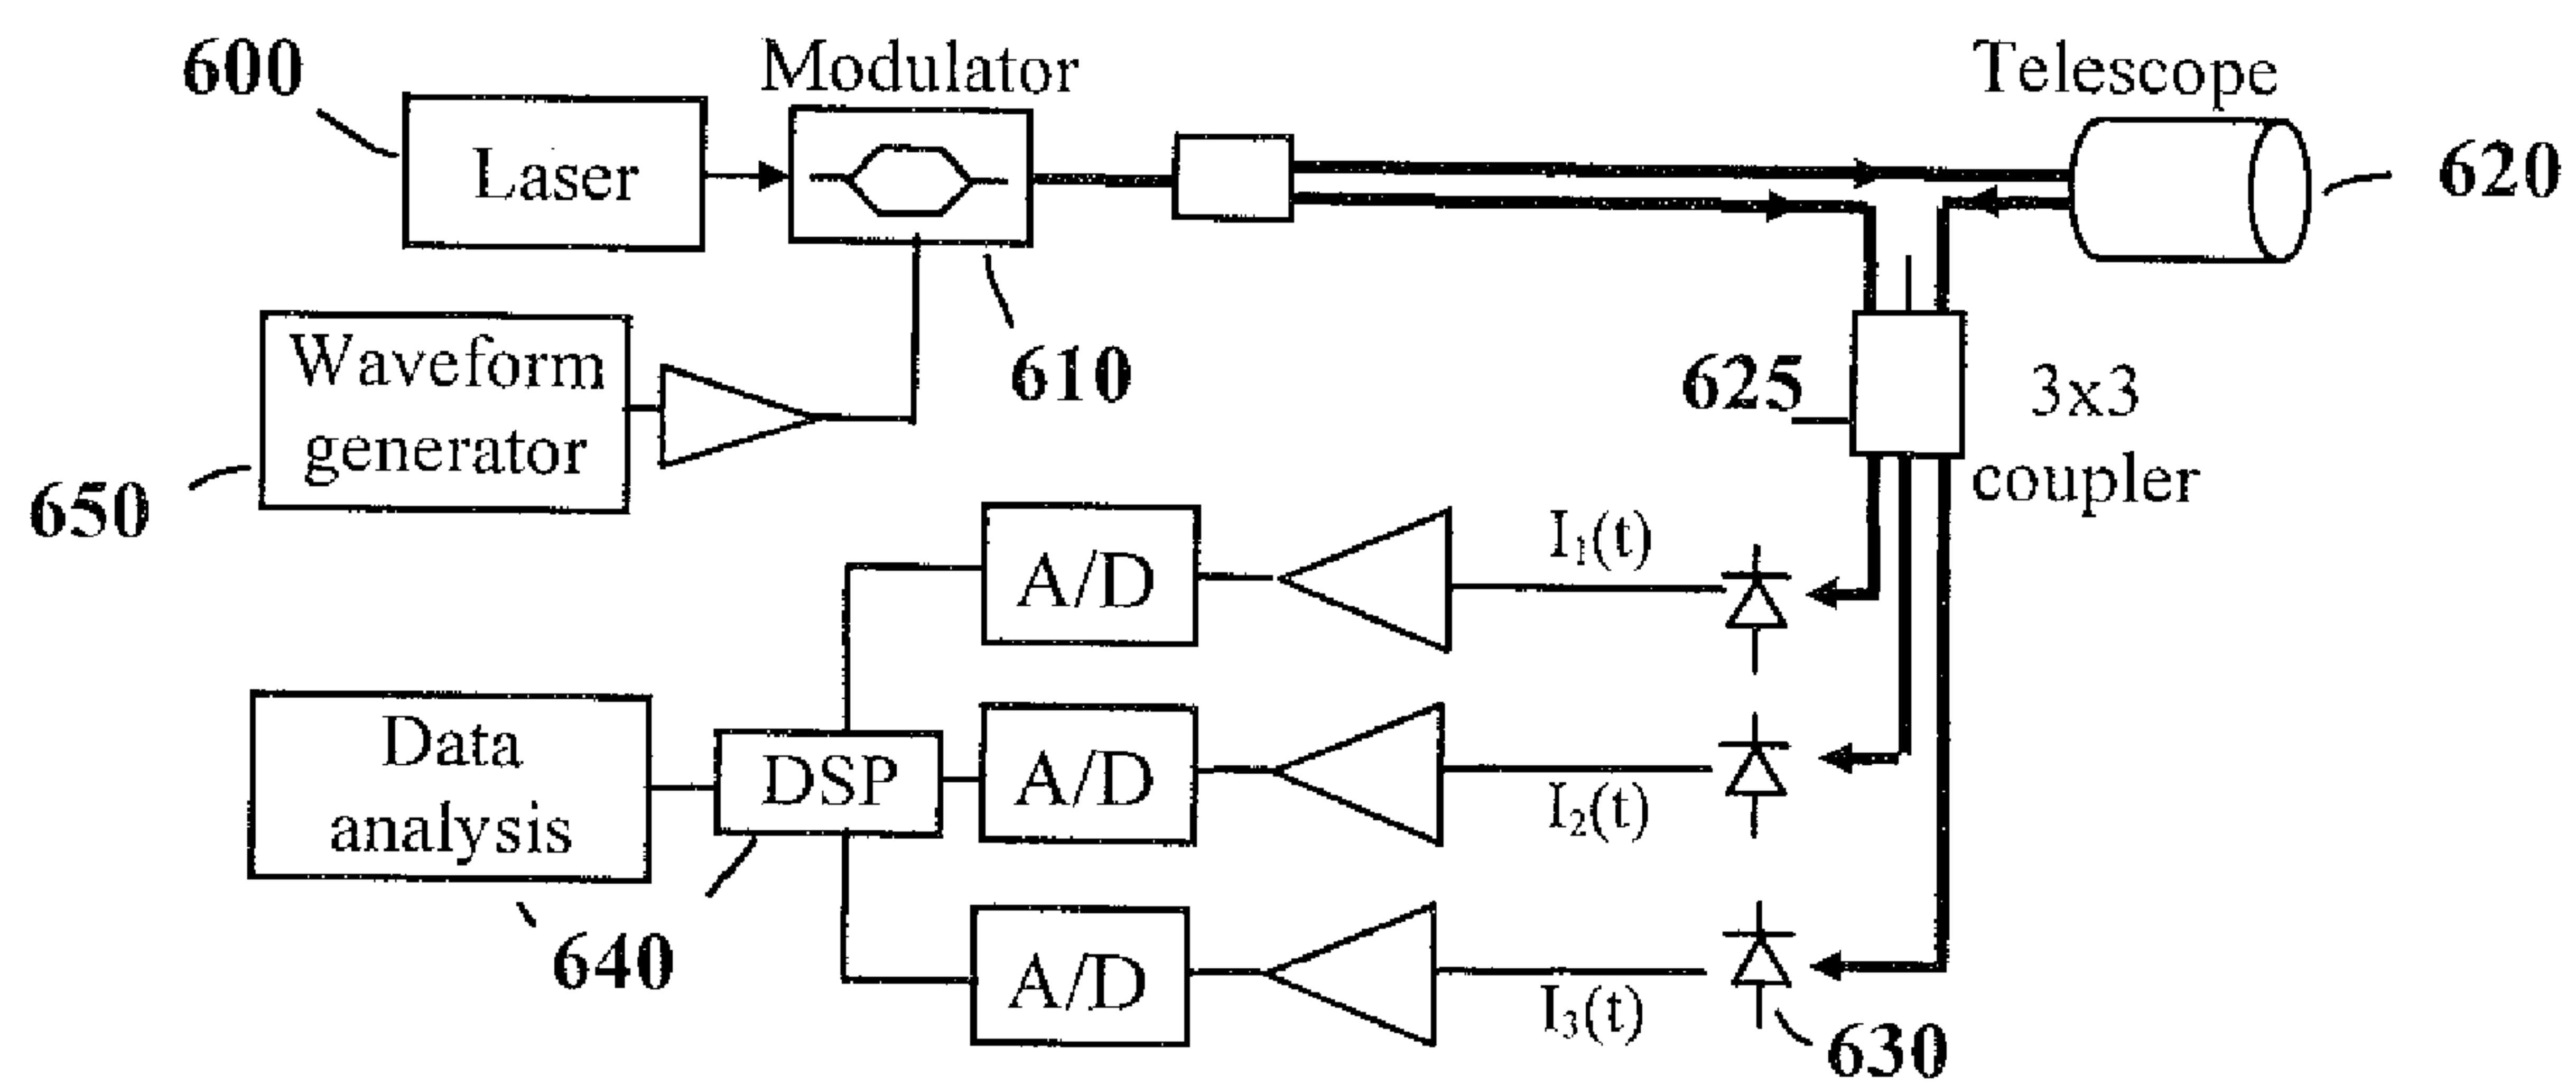 600
Modulator
Telescope
Laser
620
Waveform
generator
610
625
3x3
coupler
650
A/D
I₁(t)
Data
analysis
DSP
A/D
I₂(t)
640
A/D
I₃(t)
630